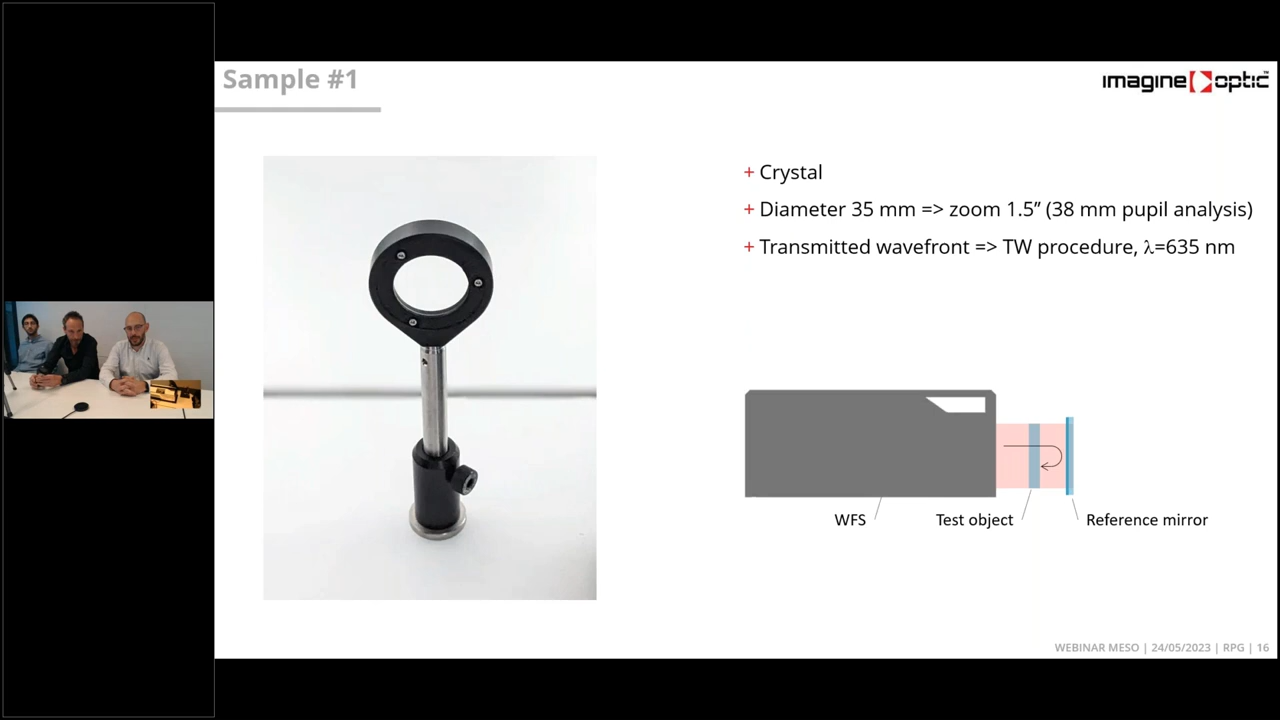 Sample #1
imagine optic™
+ Crystal
+ Diameter 35 mm => zoom 1.5” (38 mm pupil analysis)
+ Transmitted wavefront => TW procedure, λ=635 nm
WFS
Test object
Reference mirror
WEBINAR MESO | 24/05/2023 | RPG | 16